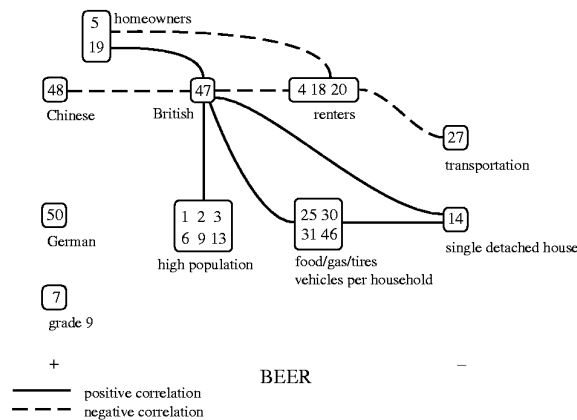 5
homeowners
19
48
47
4 18 20
Chinese
British
renters
27
transportation
50
1 2 3
25 30
14
6 9 13
31 46
German
high population
food/gas/tires
single detached house
vehicles per household
7
grade 9
+
BEER
–
positive correlation
negative correlation